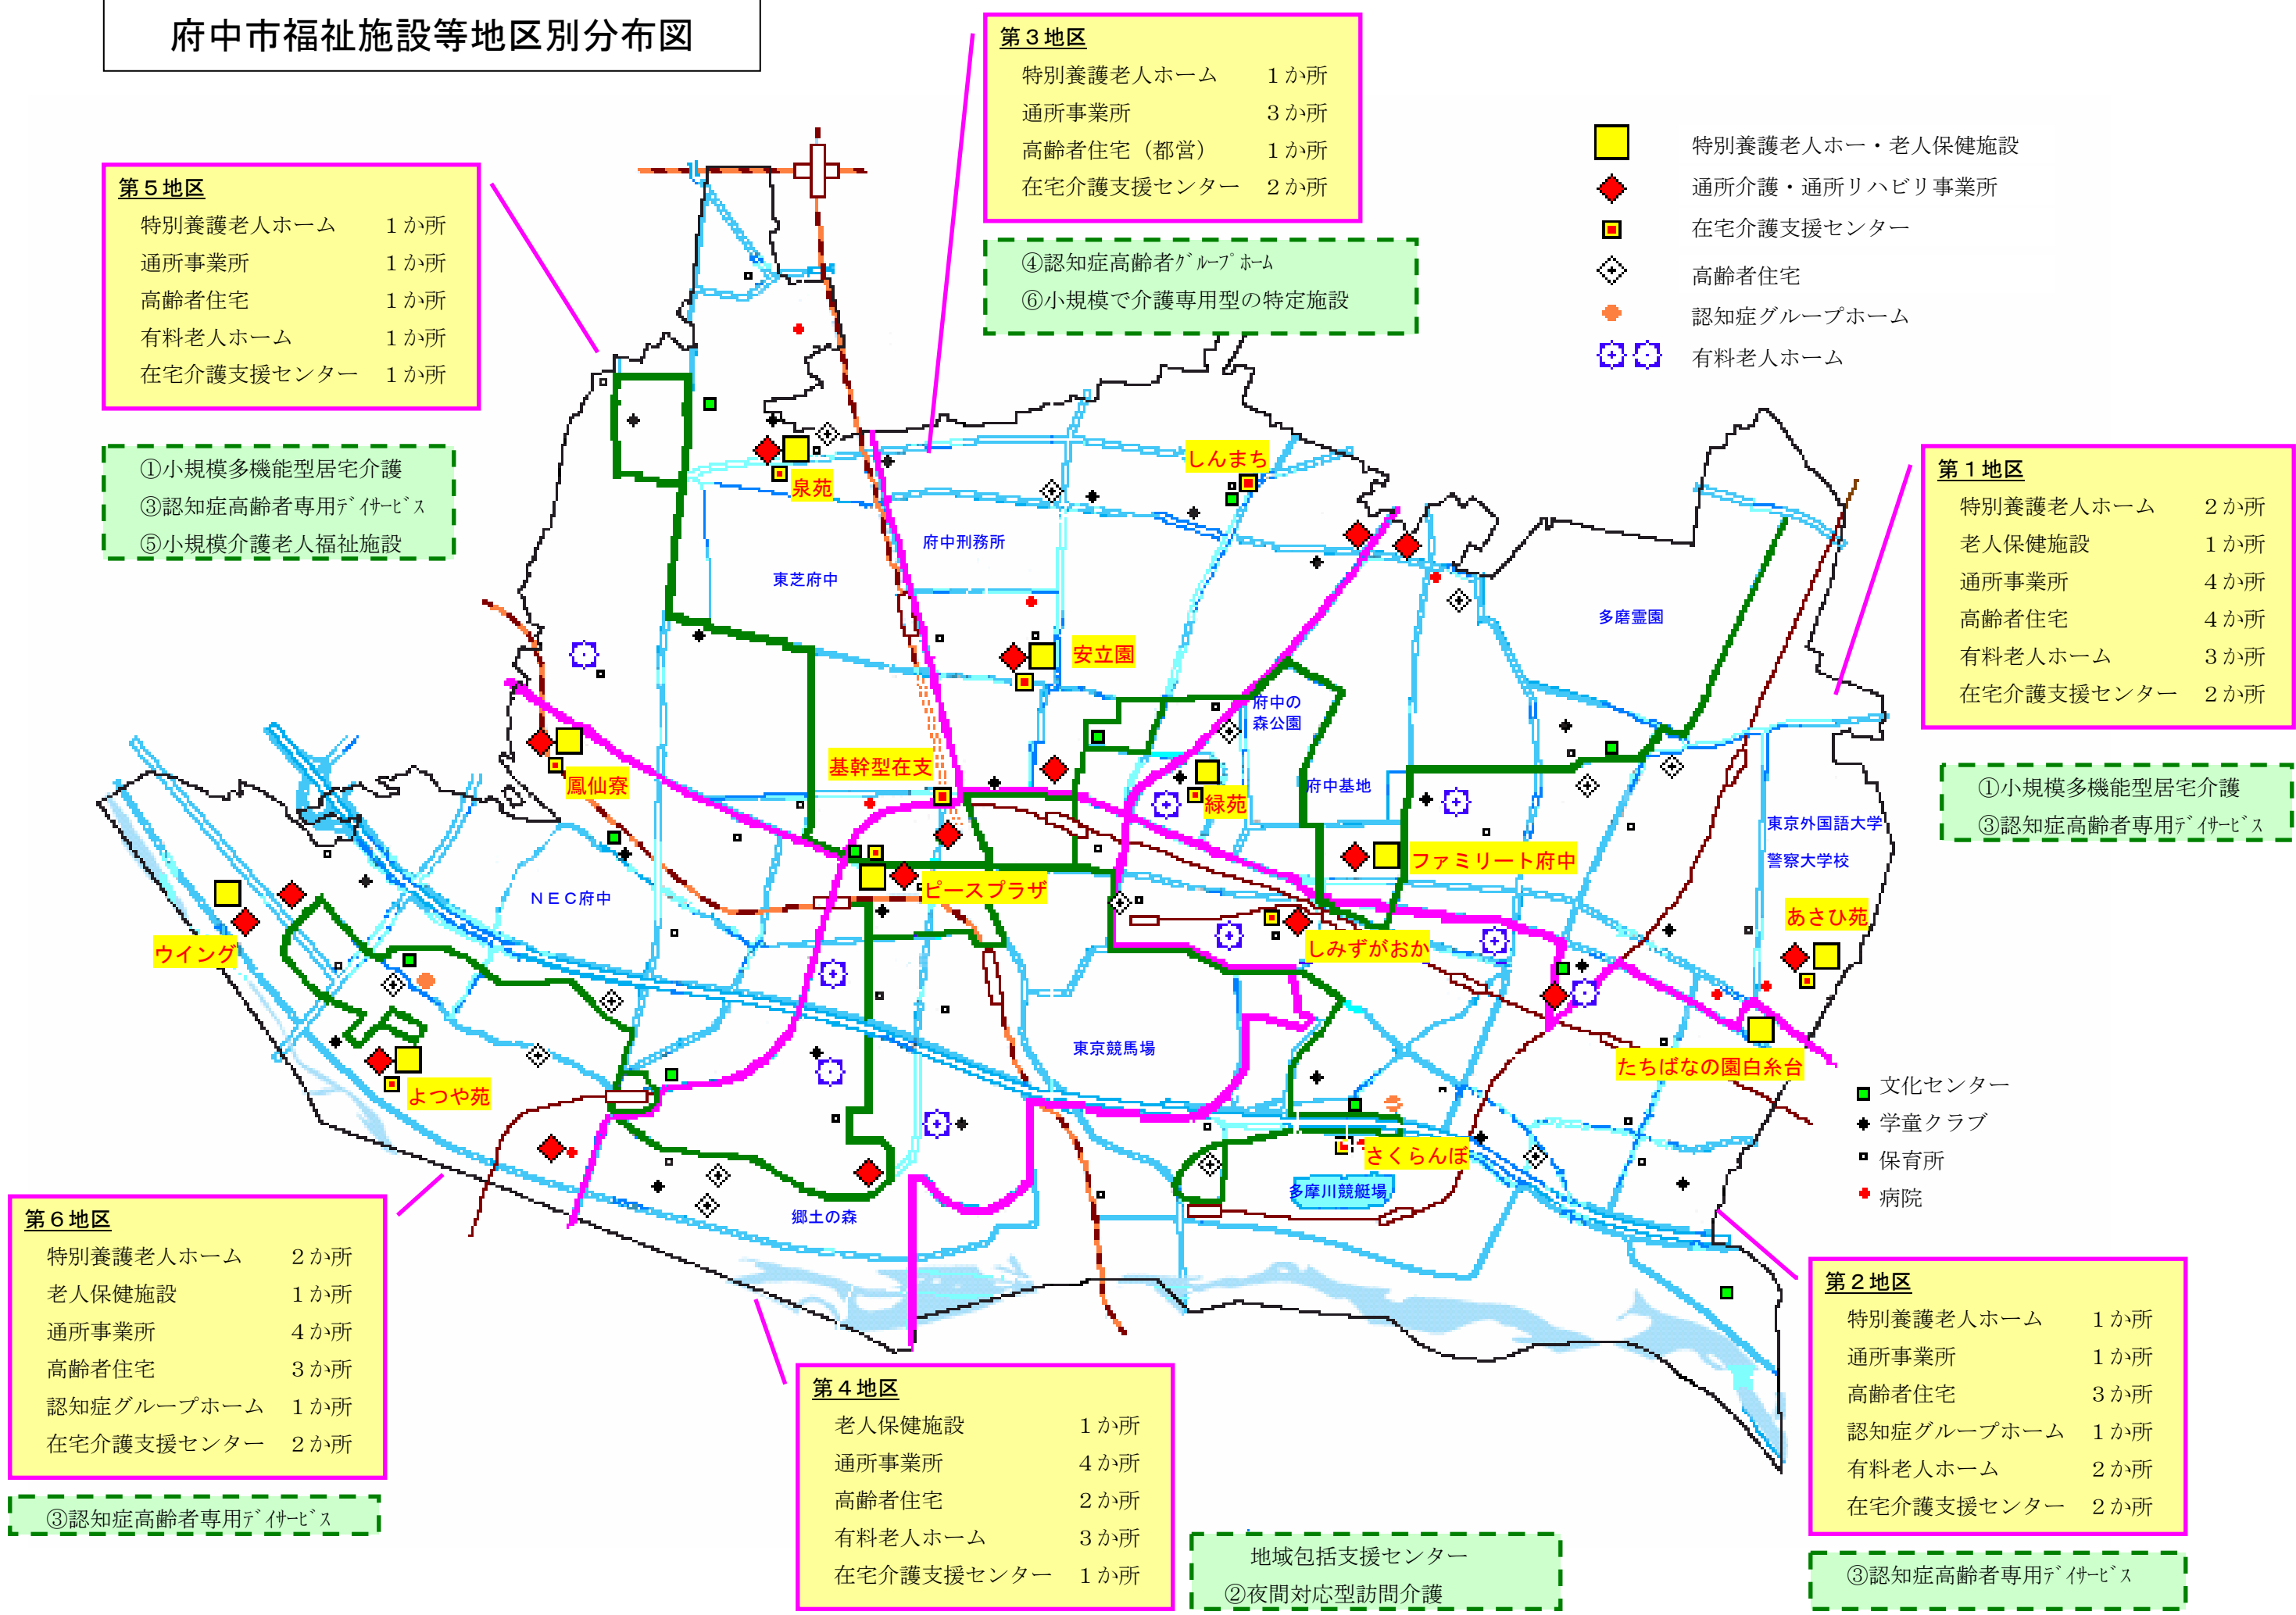 府中市福祉施設等地区別分布図
第３地区
特別養護老人ホーム　１か所
通所事業所　３か所
高齢者住宅（都営）　１か所
在宅介護支援センター　２か所
④認知症高齢者ｸﾞﾙｰﾌﾟﾎｰﾑ
⑥小規模で介護専用型の特定施設
特別養護老人ホー・老人保健施設
通所介護・通所リハビリ事業所
在宅介護支援センター
高齢者住宅
認知症グループホーム
有料老人ホーム
第５地区
特別養護老人ホーム　１か所
通所事業所　１か所
高齢者住宅　１か所
有料老人ホーム　１か所
在宅介護支援センター　１か所
①小規模多機能型居宅介護
③認知症高齢者専用ﾃﾞｲｻｰﾋﾞｽ
⑤小規模介護老人福祉施設
第１地区
特別養護老人ホーム　２か所
老人保健施設　１か所
通所事業所　４か所
高齢者住宅　４か所
有料老人ホーム　３か所
在宅介護支援センター　２か所
①小規模多機能型居宅介護
③認知症高齢者専用ﾃﾞｲｻｰﾋﾞｽ
泉苑
しんまち
府中刑務所
東芝府中
多磨霊園
安立園
府中の
森公園
基幹型在支
鳳仙寮
緑苑
府中基地
東京外国語大学
警察大学校
ファミリート府中
ピースプラザ
ＮＥＣ府中
あさひ苑
ウイング
しみずがおか
東京競馬場
たちばなの園白糸台
よつや苑
さくらんぼ
多摩川競艇場
郷土の森
文化センター
学童クラブ
保育所
病院
第６地区
特別養護老人ホーム　２か所
老人保健施設　１か所
通所事業所　４か所
高齢者住宅　３か所
認知症グループホーム　１か所
在宅介護支援センター　２か所
③認知症高齢者専用ﾃﾞｲｻｰﾋﾞｽ
第４地区
老人保健施設　１か所
通所事業所　４か所
高齢者住宅　２か所
有料老人ホーム　３か所
在宅介護支援センター　１か所
地域包括支援センター
②夜間対応型訪問介護
第２地区
特別養護老人ホーム　１か所
通所事業所　１か所
高齢者住宅　３か所
認知症グループホーム　１か所
有料老人ホーム　２か所
在宅介護支援センター　２か所
③認知症高齢者専用ﾃﾞｲｻｰﾋﾞｽ